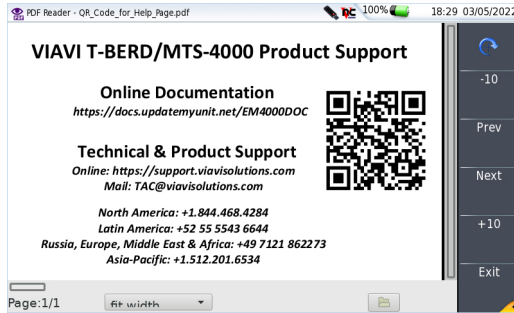 PDF Reader - QR_Code_for_Help_Page.pdf
100%
18:29 03/05/2022
VIAVI T-BERD/MTS-4000 Product Support
Online Documentation
https://docs.updatemyunit.net/EM4000DOC
Technical & Product Support
Online: https://support.viavisolutions.com
Mail: TAC@viavisolutions.com
North America: +1.844.468.4284
Latin America: +52 55 5543 6644
Russia, Europe, Middle East & Africa: +49 7121 862273
Asia-Pacific: +1.512.201.6534
-10
Prev
Next
+10
Exit
Page:1/1
fit width